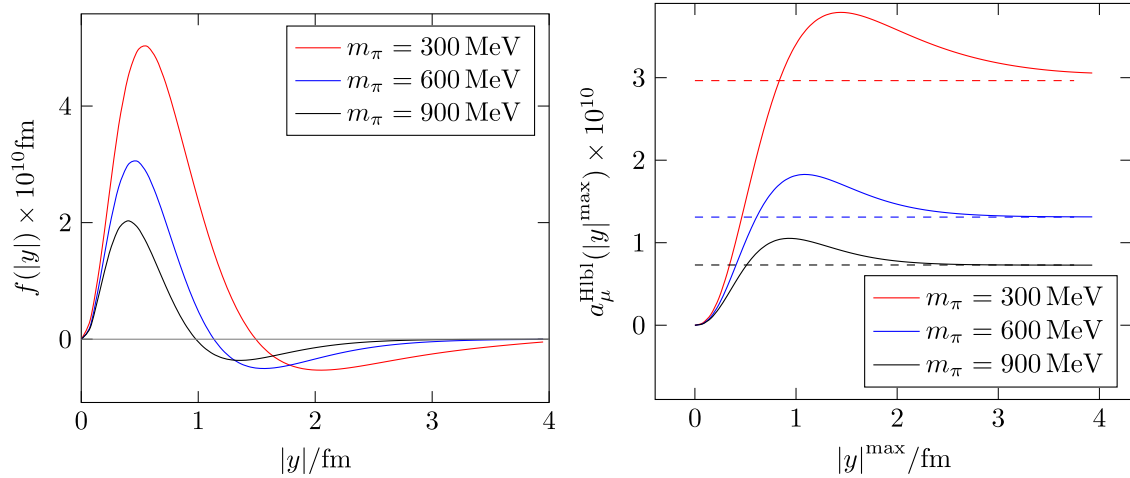 f(|y|) × 10^10 fm
4
2
0
0
1
2
3
4
|y|/fm
m_π = 300 MeV
m_π = 600 MeV
m_π = 900 MeV
a_μ^Hlbl(|y|^max) × 10^10
3
2
1
0
0
1
2
3
4
|y|^max/fm
m_π = 300 MeV
m_π = 600 MeV
m_π = 900 MeV